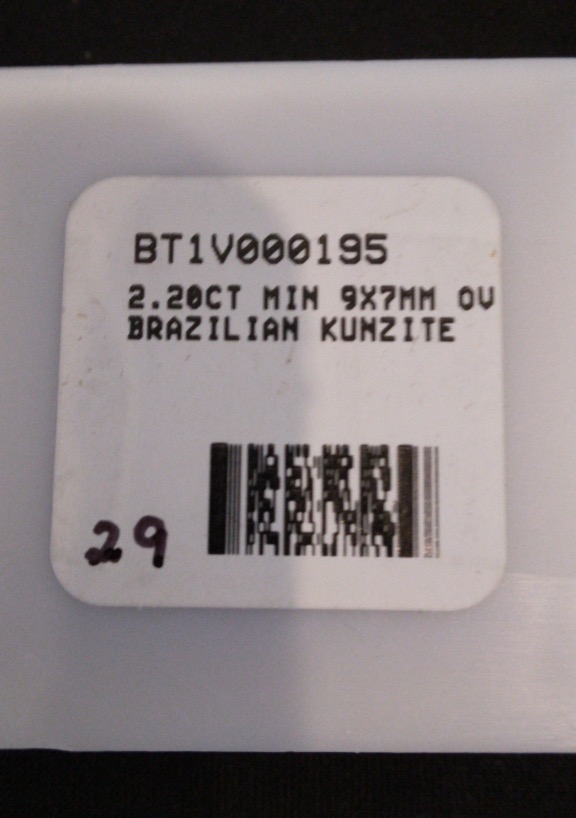 BT1V000195
2.20CT MIN 9X7MM OV
BRAZILIAN KUNZITE
29